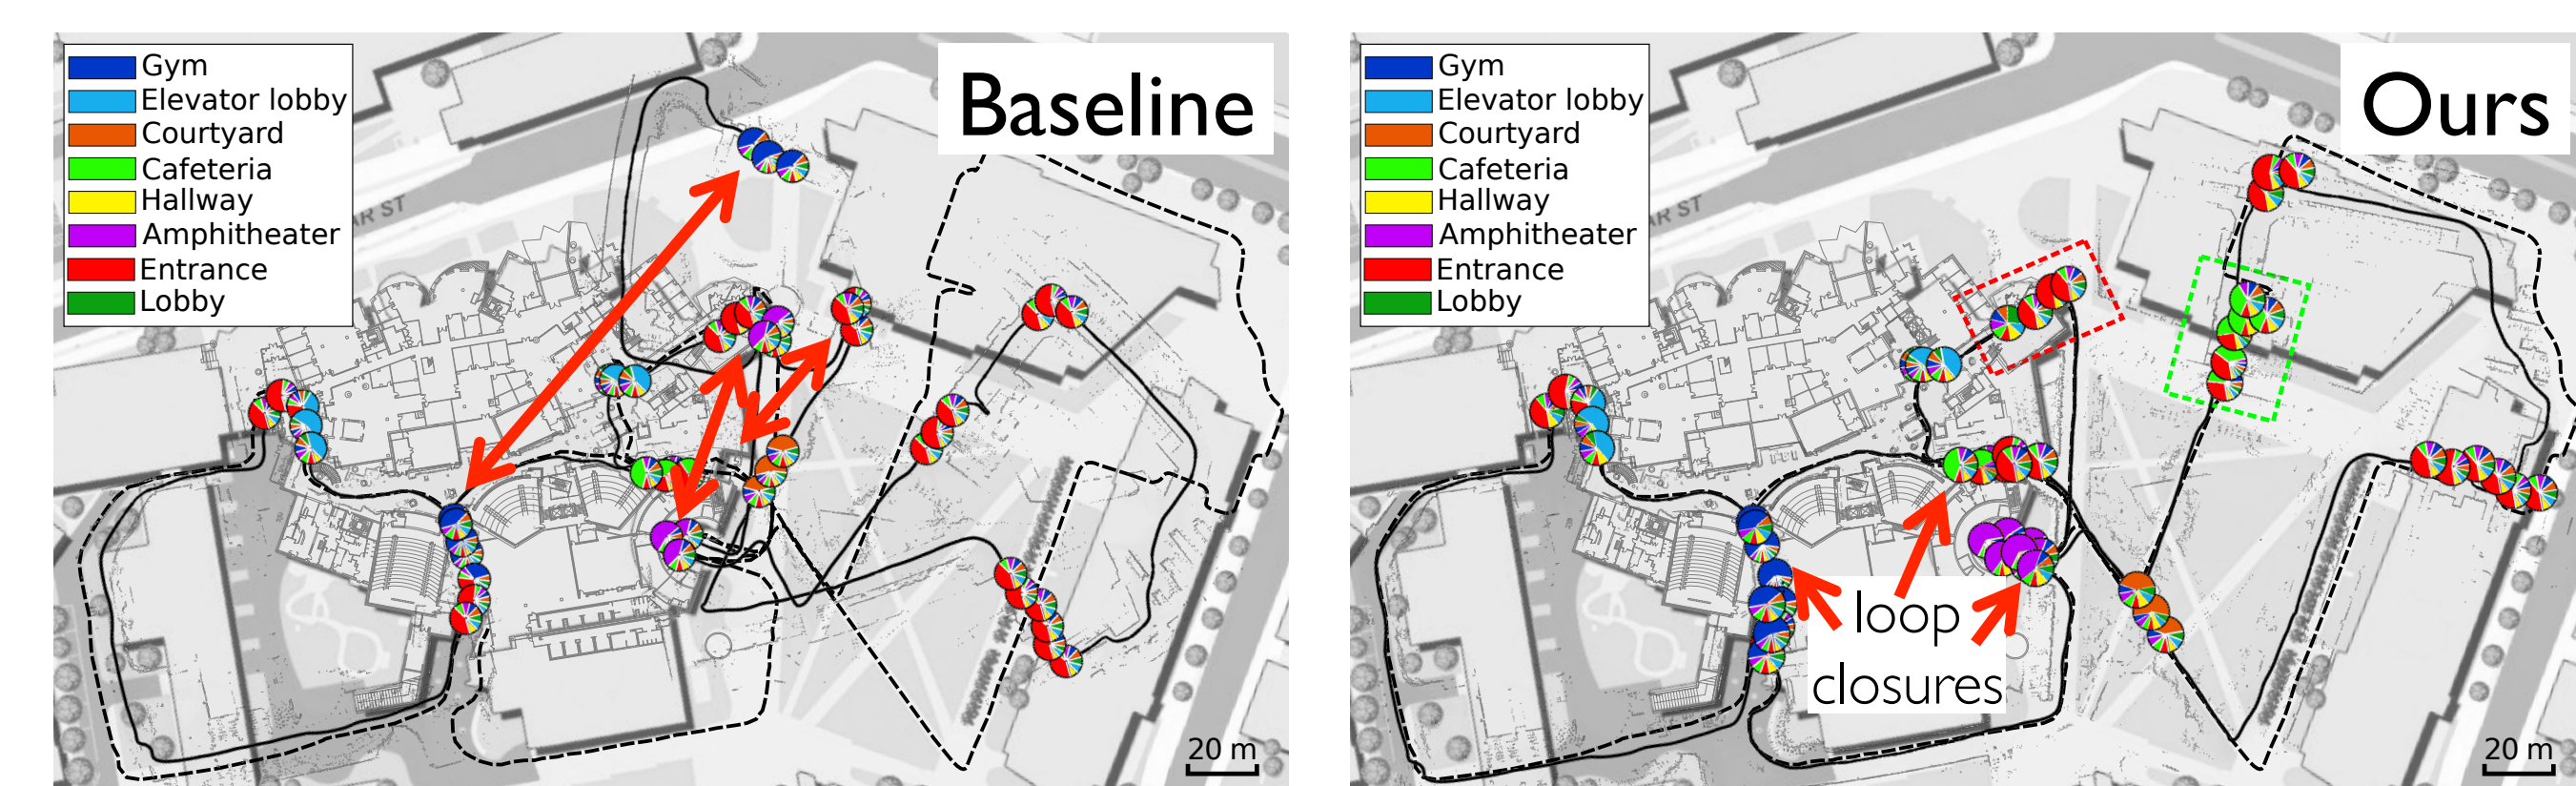 Gym
Elevator lobby
Courtyard
Cafeteria
Hallway
Amphitheater
Entrance
Lobby
Baseline
AR ST
20 m
Gym
Elevator lobby
Courtyard
Cafeteria
Hallway
Amphitheater
Entrance
Lobby
Ours
AR ST
loop
closures
20 m